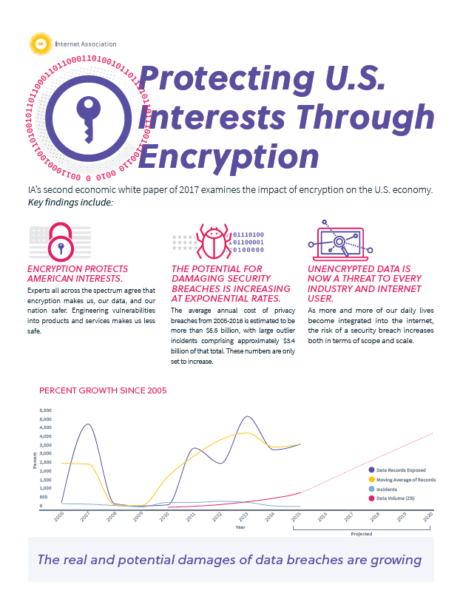 Internet Association
Protecting U.S.
Interests Through
Encryption
IA's second economic white paper of 2017 examines the impact of encryption on the U.S. economy.
Key findings include:
ENCRYPTION PROTECTS
AMERICAN INTERESTS.
Experts all across the spectrum agree that
encryption makes us, our data, and our
nation safer. Engineering vulnerabilities
into products and services makes us less
safe.
01110100
01100001
0100000
THE POTENTIAL FOR
DAMAGING SECURITY
BREACHES IS INCREASING
AT EXPONENTIAL RATES.
The average annual cost of privacy
breaches from 2005-2016 is estimated to be
more than $5.5 billion, with large outlier
incidents comprising approximately $3.4
billion of that total. These numbers are only
set to increase.
UNENCRYPTED DATA IS
NOW A THREAT TO EVERY
INDUSTRY AND INTERNET
USER.
As more and more of our daily lives
become integrated into the internet,
the risk of a security breach increases
both in terms of scope and scale.
PERCENT GROWTH SINCE 2005
Percent
5,500
5,000
4,500
4,000
3,500
3,000
2,500
2,000
1,500
1,000
500
0
2006 2007 2008 2009 2010 2011 2012 2013 2014 2015 2016 2017 2018 2019 2020
Year
Projected
Data Records Exposed
Moving Average of Records
Incidents
Data Volume (ZB)
The real and potential damages of data breaches are growing